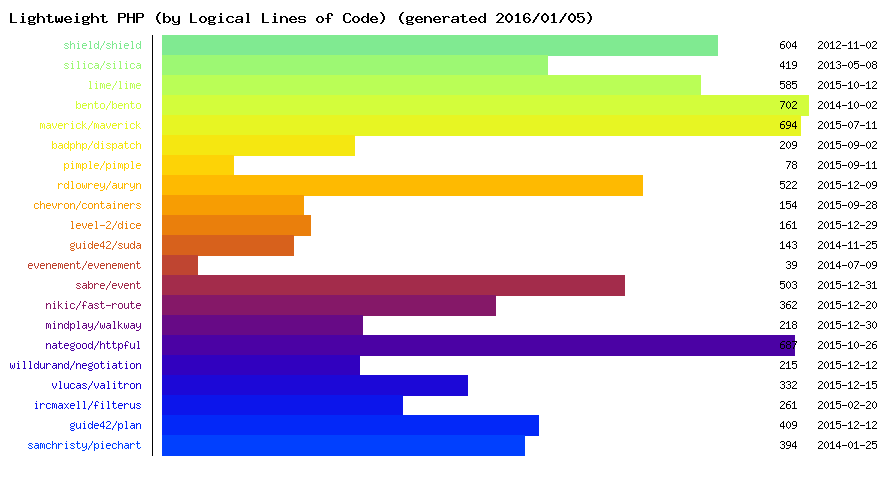 Lightweight PHP (by Logical Lines of Code) (generated 2016/01/05)
shield/shield 604 2012-11-02
silica/silica 419 2013-05-08
lime/lime 585 2015-10-12
bento/bento 702 2014-10-02
maverick/maverick 694 2015-07-11
badphp/dispatch 209 2015-09-02
pimple/pimple 78 2015-09-11
rdlowrey/auryn 522 2015-12-09
chevron/containers 154 2015-09-28
level-2/dice 161 2015-12-29
guide42/suda 143 2014-11-25
evenement/evenement 39 2014-07-09
sabre/event 503 2015-12-31
nikic/fast-route 362 2015-12-20
mindplay/walkway 218 2015-12-30
nategood/httpful 687 2015-10-26
willdurand/negotiation 215 2015-12-12
vlucas/valitron 332 2015-12-15
ircmaxell/filterus 261 2015-02-20
guide42/plan 409 2015-12-12
samchristy/piechart 394 2014-01-25